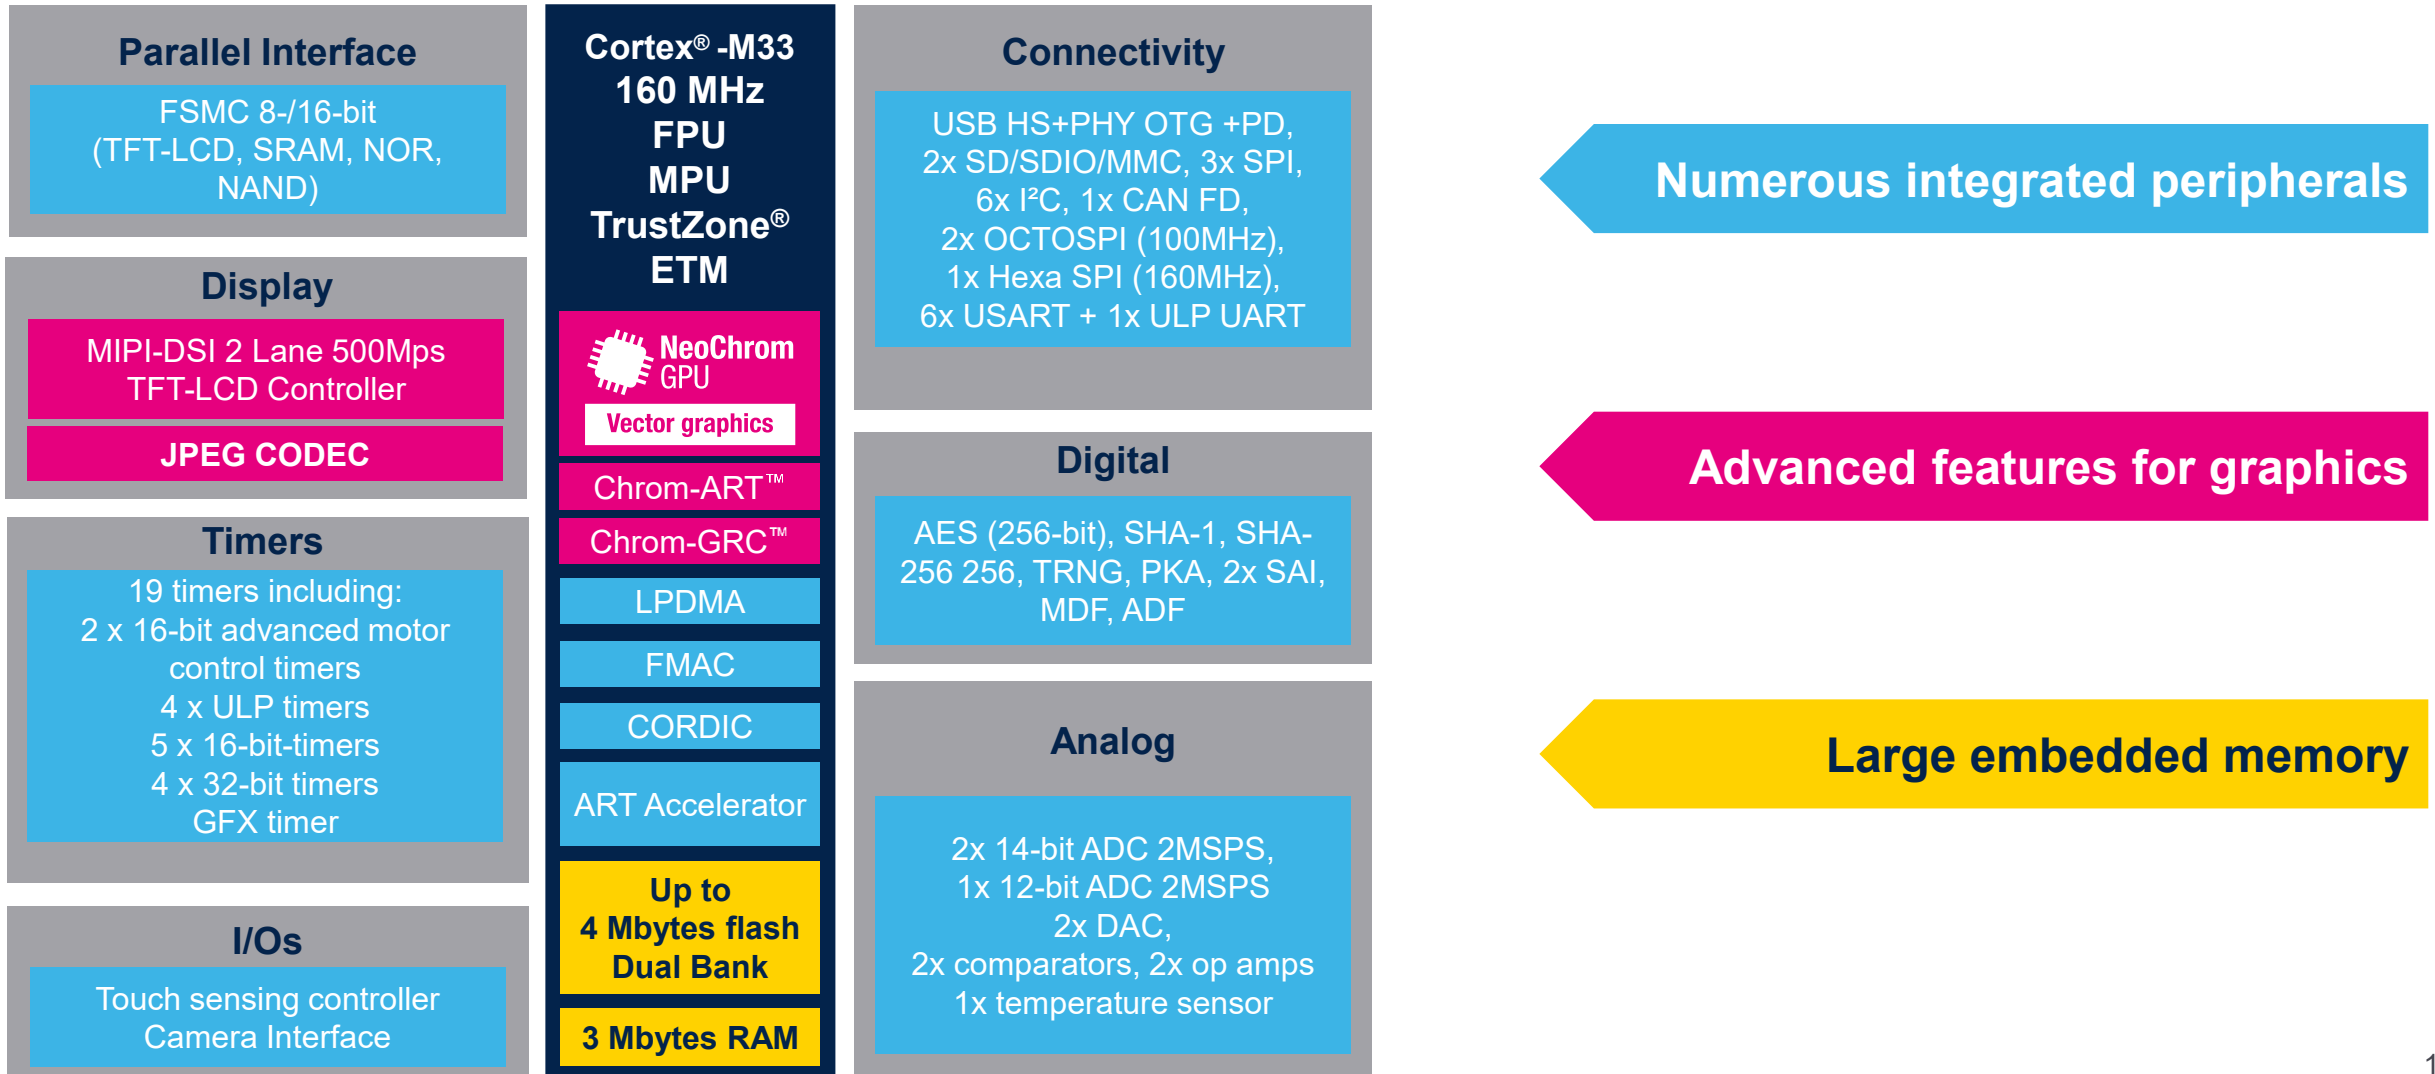 Parallel Interface
FSMC 8-/16-bit
(TFT-LCD, SRAM, NOR,
NAND)
Display
MIPI-DSI 2 Lane 500Mps
TFT-LCD Controller
JPEG CODEC
Timers
19 timers including:
2 x 16-bit advanced motor
control timers
4 x ULP timers
5 x 16-bit-timers
4 x 32-bit timers
GFX timer
I/Os
Touch sensing controller
Camera Interface
Cortex® -M33
160 MHz
FPU
MPU
TrustZone®
ETM
NeoChrom
GPU
Vector graphics
Chrom-ART™
Chrom-GRC™
LPDMA
FMAC
CORDIC
ART Accelerator
Up to
4 Mbytes flash
Dual Bank
3 Mbytes RAM
Connectivity
USB HS+PHY OTG +PD,
2x SD/SDIO/MMC, 3x SPI,
6x I²C, 1x CAN FD,
2x OCTOSPI (100MHz),
1x Hexa SPI (160MHz),
6x USART + 1x ULP UART
Digital
AES (256-bit), SHA-1, SHA-
256 256, TRNG, PKA, 2x SAI,
MDF, ADF
Analog
2x 14-bit ADC 2MSPS,
1x 12-bit ADC 2MSPS
2x DAC,
2x comparators, 2x op amps
1x temperature sensor
Numerous integrated peripherals
Advanced features for graphics
Large embedded memory
1